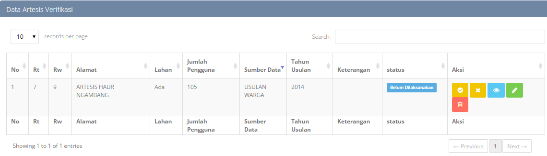 Data Artesis Verifikasi
10 records per page Search
No Rt Rw Alamat Lahan Jumlah Pengguna Sumber Data Tahun Usulan Keterangan status Aksi
1 7 9 ARTESIS HAUR NGAMBANG Ada 105 USULAN WARGA 2014 Belum Dilaksanakan
No Rt Rw Alamat Lahan Jumlah Pengguna Sumber Data Tahun Usulan Keterangan status Aksi
Showing 1 to 1 of 1 entries
← Previous 1 Next →